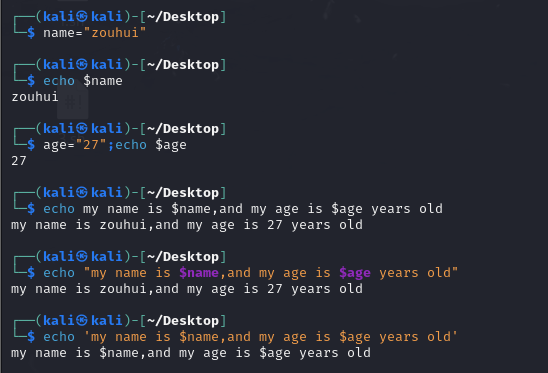 ┌──(kali㉿kali)-[~/Desktop]
└─$ name="zouhui"
┌──(kali㉿kali)-[~/Desktop]
└─$ echo $name
zouhui
┌──(kali㉿kali)-[~/Desktop]
└─$ age="27";echo $age
27
┌──(kali㉿kali)-[~/Desktop]
└─$ echo my name is $name,and my age is $age years old
my name is zouhui,and my age is 27 years old
┌──(kali㉿kali)-[~/Desktop]
└─$ echo "my name is $name,and my age is $age years old"
my name is zouhui,and my age is 27 years old
┌──(kali㉿kali)-[~/Desktop]
└─$ echo 'my name is $name,and my age is $age years old'
my name is $name,and my age is $age years old